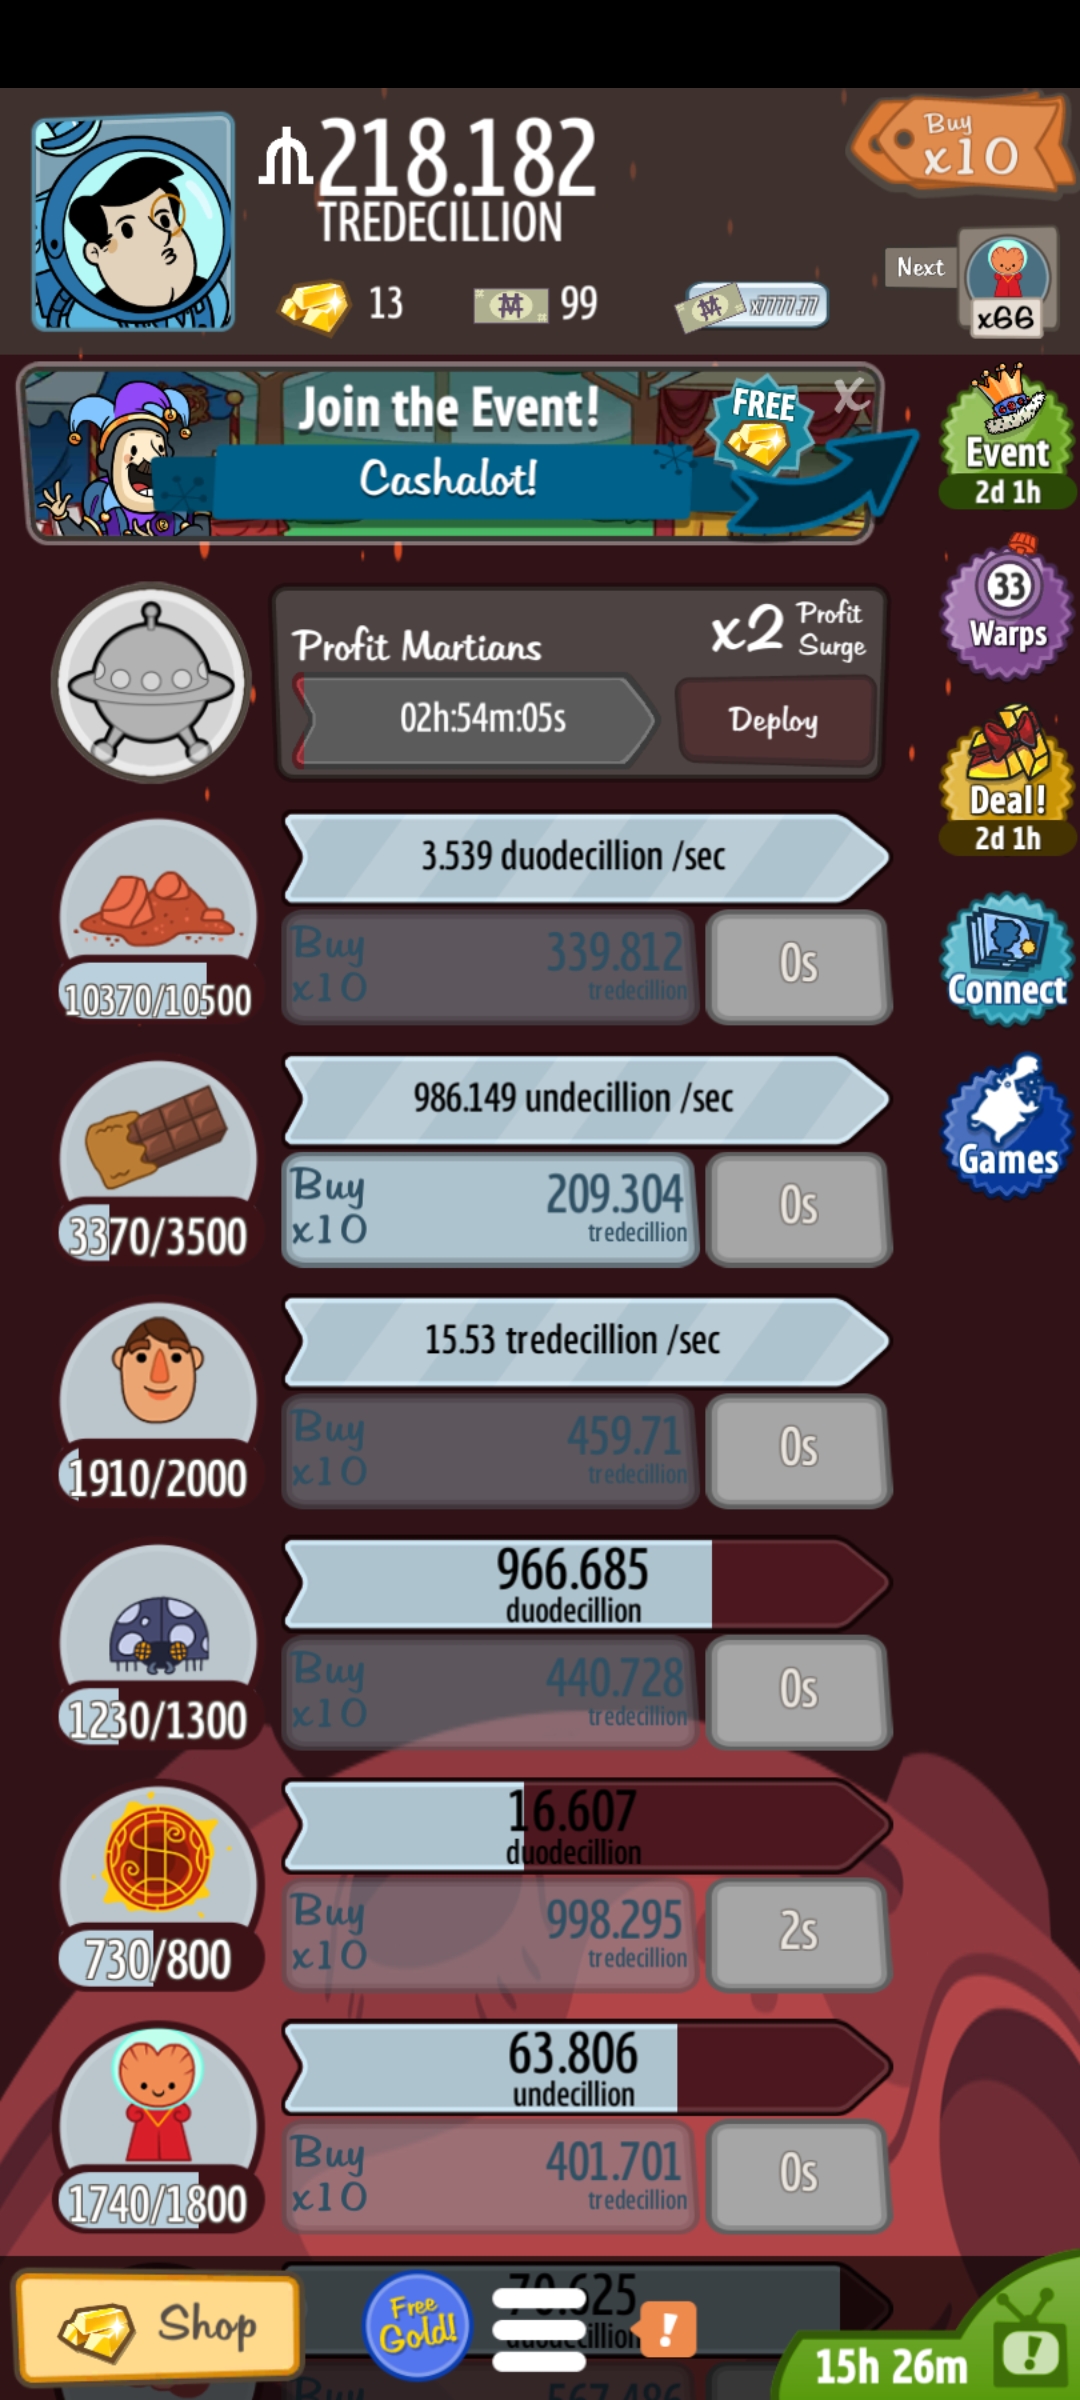 218.182
TREDECILLION
Buy
x10
13
99
x7777.77
Next
x66
Join the Event!
Cashalot!
FREE
X
Event
2d 1h
33
Warps
Profit Martians
x2 Profit
Surge
02h:54m:05s
Deploy
Deal!
2d 1h
3.539 duodecillion /sec
10370/10500
Buy
x10
339.812
tredecillion
0s
Connect
986.149 undecillion /sec
3370/3500
Buy
x10
209.304
tredecillion
0s
Games
15.53 tredecillion /sec
1910/2000
Buy
x10
459.71
tredecillion
0s
966.685
duodecillion
1230/1300
Buy
x10
440.728
tredecillion
0s
16.607
duodecillion
730/800
Buy
x10
998.295
tredecillion
2s
63.806
undecillion
1740/1800
Buy
x10
401.701
tredecillion
0s
Shop
Free
Gold!
!
15h 26m
!